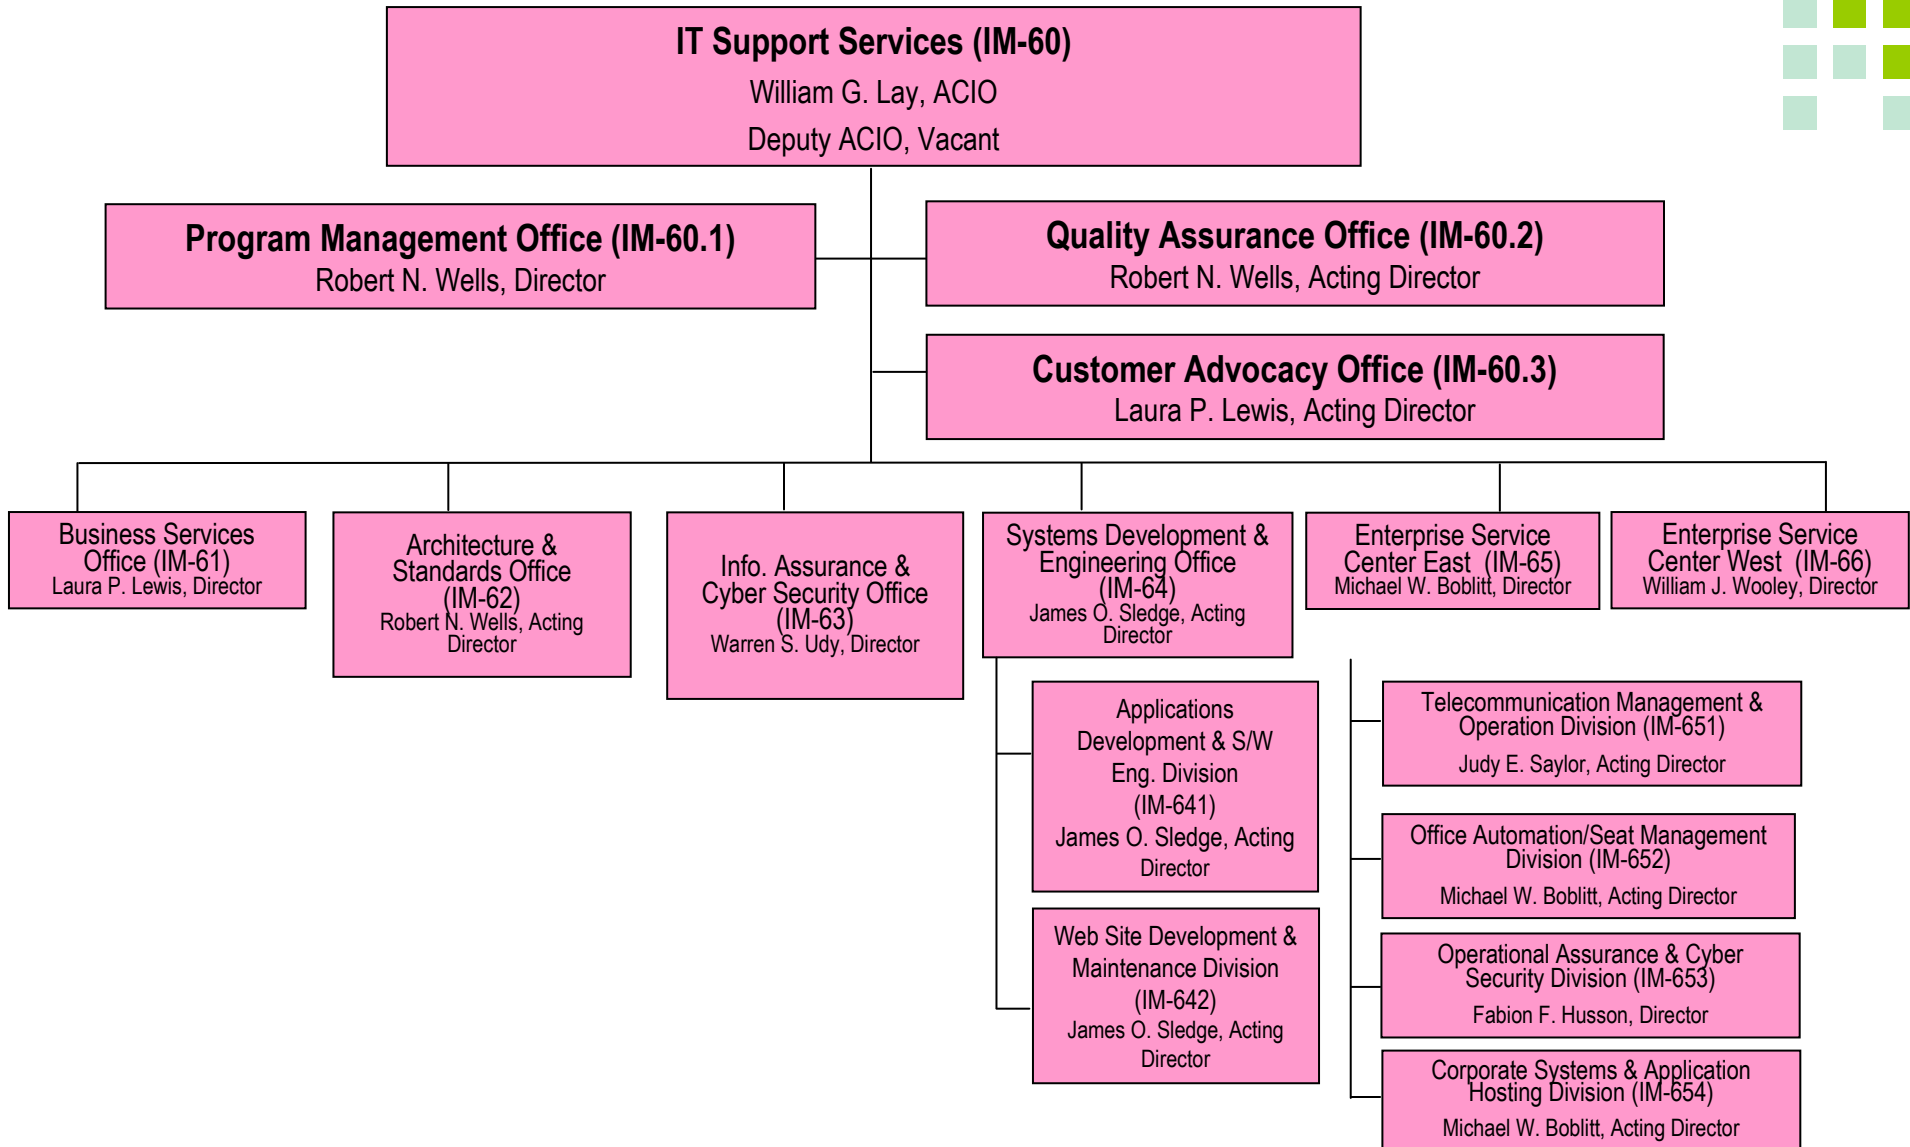 IT Support Services (IM-60)
William G. Lay, ACIO
Deputy ACIO, Vacant
Program Management Office (IM-60.1)
Robert N. Wells, Director
Quality Assurance Office (IM-60.2)
Robert N. Wells, Acting Director
Customer Advocacy Office (IM-60.3)
Laura P. Lewis, Acting Director
Business Services
Office (IM-61)
Laura P. Lewis, Director
Architecture &
Standards Office
(IM-62)
Robert N. Wells, Acting
Director
Info. Assurance &
Cyber Security Office
(IM-63)
Warren S. Udy, Director
Systems Development &
Engineering Office
(IM-64)
James O. Sledge, Acting
Director
Enterprise Service
Center East (IM-65)
Michael W. Boblitt, Director
Enterprise Service
Center West (IM-66)
William J. Wooley, Director
Applications
Development & S/W
Eng. Division
(IM-641)
James O. Sledge, Acting
Director
Web Site Development &
Maintenance Division
(IM-642)
James O. Sledge, Acting
Director
Telecommunication Management &
Operation Division (IM-651)
Judy E. Saylor, Acting Director
Office Automation/Seat Management
Division (IM-652)
Michael W. Boblitt, Acting Director
Operational Assurance & Cyber
Security Division (IM-653)
Fabion F. Husson, Director
Corporate Systems & Application
Hosting Division (IM-654)
Michael W. Boblitt, Acting Director